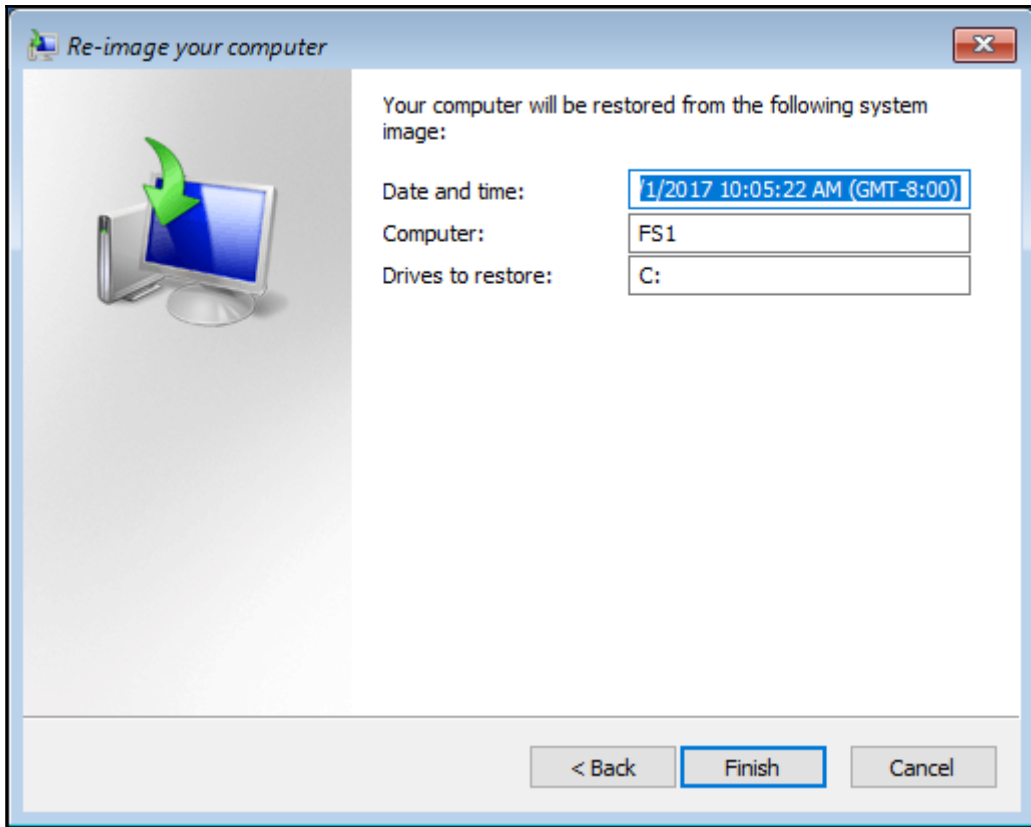 Re-image your computer
Your computer will be restored from the following system
image:
Date and time: /1/2017 10:05:22 AM (GMT-8:00)
Computer: FS1
Drives to restore: C:
< Back Finish Cancel